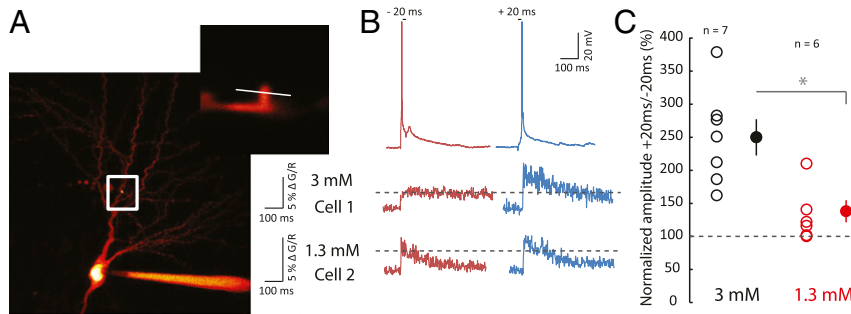 A
B
C
- 20 ms
+ 20 ms
20 mV
100 ms
3 mM
Cell 1
5 % Δ G/R
100 ms
1.3 mM
Cell 2
5 % Δ G/R
100 ms
Normalized amplitude +20ms/-20ms (%)
n = 7
n = 6
*
400
350
300
250
200
150
100
50
0
3 mM
1.3 mM